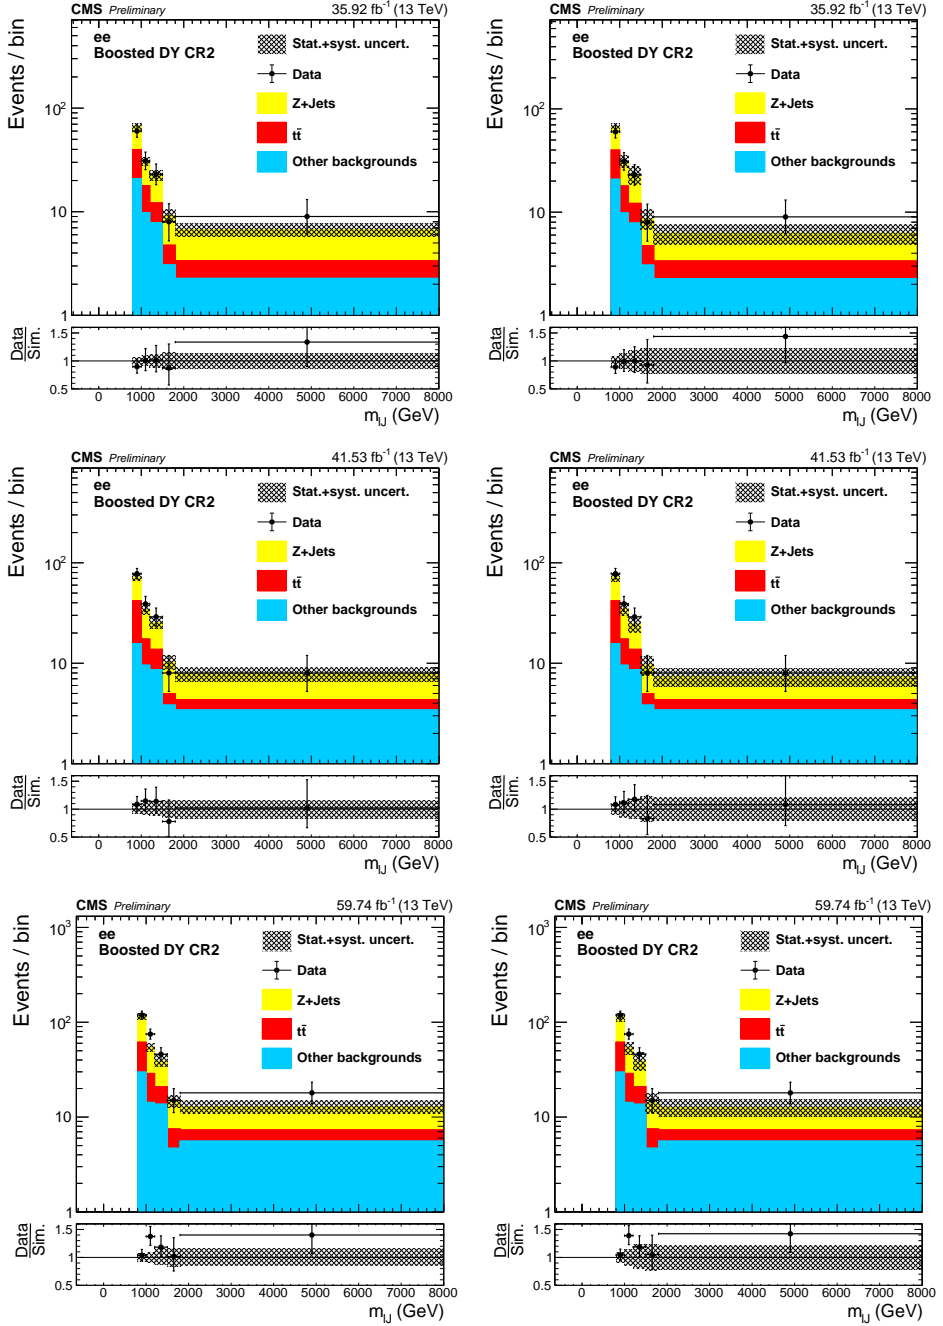 CMS Preliminary 35.92 fb⁻¹ (13 TeV)
Events / bin
ee
Boosted DY CR2
Stat.+syst. uncert.
Data
Z+Jets
tt̄
Other backgrounds
10²
10
1
Data
Sim.
1.5
1
0.5
0 1000 2000 3000 4000 5000 6000 7000 8000
m_lJ (GeV)
CMS Preliminary 35.92 fb⁻¹ (13 TeV)
Events / bin
ee
Boosted DY CR2
Stat.+syst. uncert.
Data
Z+Jets
tt̄
Other backgrounds
10²
10
1
Data
Sim.
1.5
1
0.5
0 1000 2000 3000 4000 5000 6000 7000 8000
m_lJ (GeV)
CMS Preliminary 41.53 fb⁻¹ (13 TeV)
Events / bin
ee
Boosted DY CR2
Stat.+syst. uncert.
Data
Z+Jets
tt̄
Other backgrounds
10²
10
1
Data
Sim.
1.5
1
0.5
0 1000 2000 3000 4000 5000 6000 7000 8000
m_lJ (GeV)
CMS Preliminary 41.53 fb⁻¹ (13 TeV)
Events / bin
ee
Boosted DY CR2
Stat.+syst. uncert.
Data
Z+Jets
tt̄
Other backgrounds
10²
10
1
Data
Sim.
1.5
1
0.5
0 1000 2000 3000 4000 5000 6000 7000 8000
m_lJ (GeV)
CMS Preliminary 59.74 fb⁻¹ (13 TeV)
Events / bin
10³
ee
Boosted DY CR2
Stat.+syst. uncert.
Data
Z+Jets
tt̄
Other backgrounds
10²
10
1
Data
Sim.
1.5
1
0.5
0 1000 2000 3000 4000 5000 6000 7000 8000
m_lJ (GeV)
CMS Preliminary 59.74 fb⁻¹ (13 TeV)
Events / bin
10³
ee
Boosted DY CR2
Stat.+syst. uncert.
Data
Z+Jets
tt̄
Other backgrounds
10²
10
1
Data
Sim.
1.5
1
0.5
0 1000 2000 3000 4000 5000 6000 7000 8000
m_lJ (GeV)